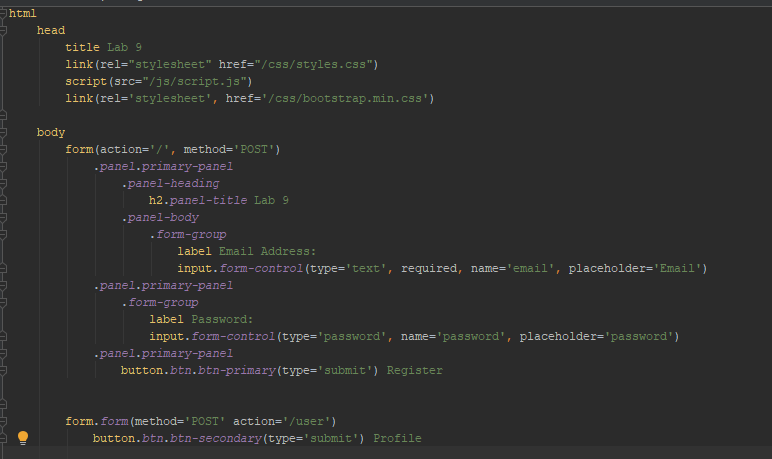 html
head
title Lab 9
link(rel="stylesheet" href="/css/styles.css")
script(src="/js/script.js")
link(rel='stylesheet', href='/css/bootstrap.min.css')
body
form(action='/', method='POST')
.panel.primary-panel
.panel-heading
h2.panel-title Lab 9
.panel-body
.form-group
label Email Address:
input.form-control(type='text', required, name='email', placeholder='Email')
.panel.primary-panel
.form-group
label Password:
input.form-control(type='password', name='password', placeholder='password')
.panel.primary-panel
button.btn.btn-primary(type='submit') Register
form.form(method='POST' action='/user')
button.btn.btn-secondary(type='submit') Profile